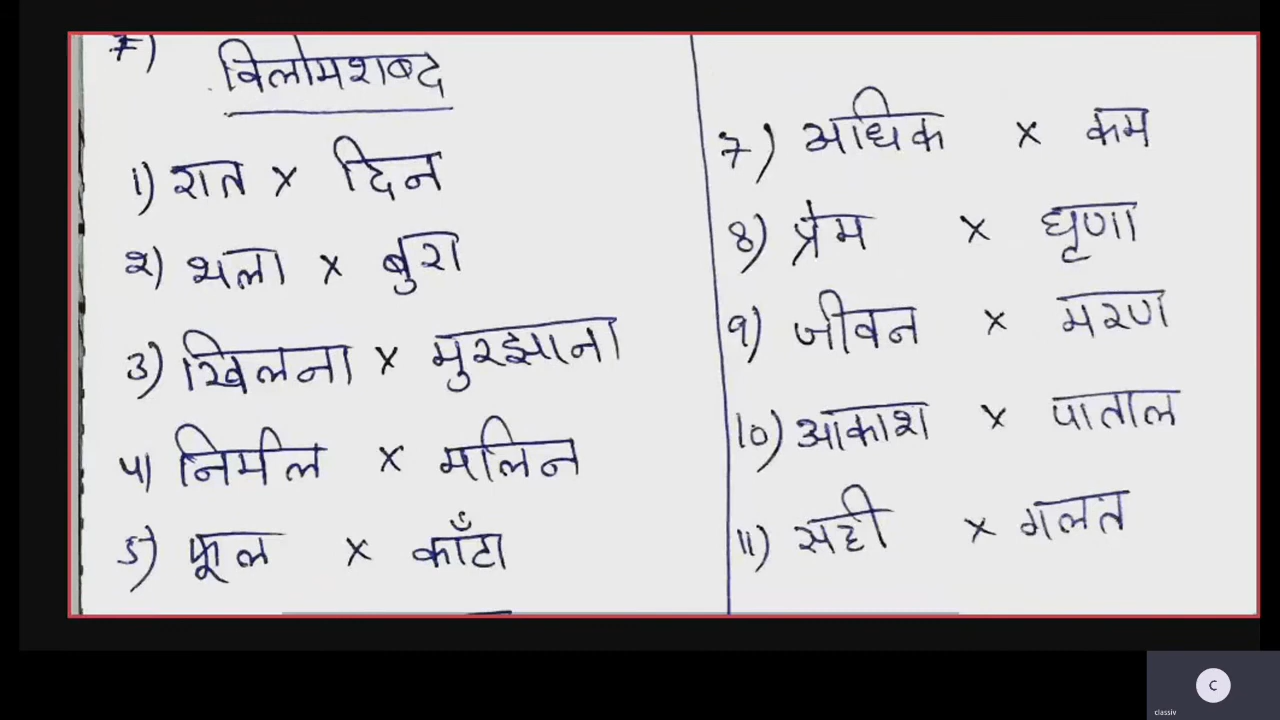 7)
विलोमशब्द
1) रात x दिन
2) भला x बुरा
3) खिलना x मुरझाना
4) निर्मल x मलिन
5) फूल x काँटा
7) अधिक x कम
8) प्रेम x घृणा
9) जीवन x मरण
10) आकाश x पाताल
11) सही x गलत
C
classiv